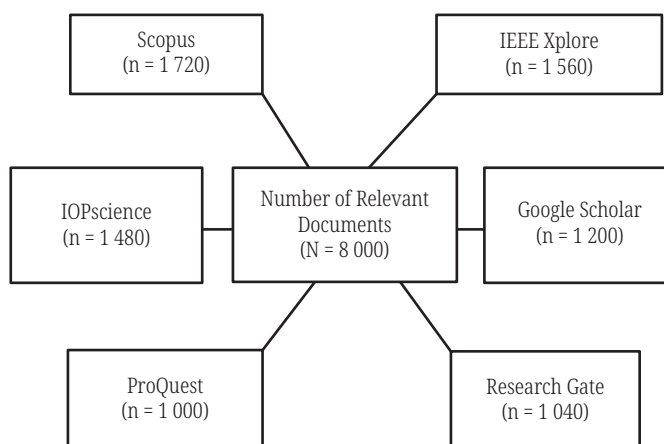 Scopus
(n = 1 720)
IEEE Xplore
(n = 1 560)
IOPscience
(n = 1 480)
Number of Relevant
Documents
(N = 8 000)
Google Scholar
(n = 1 200)
ProQuest
(n = 1 000)
Research Gate
(n = 1 040)